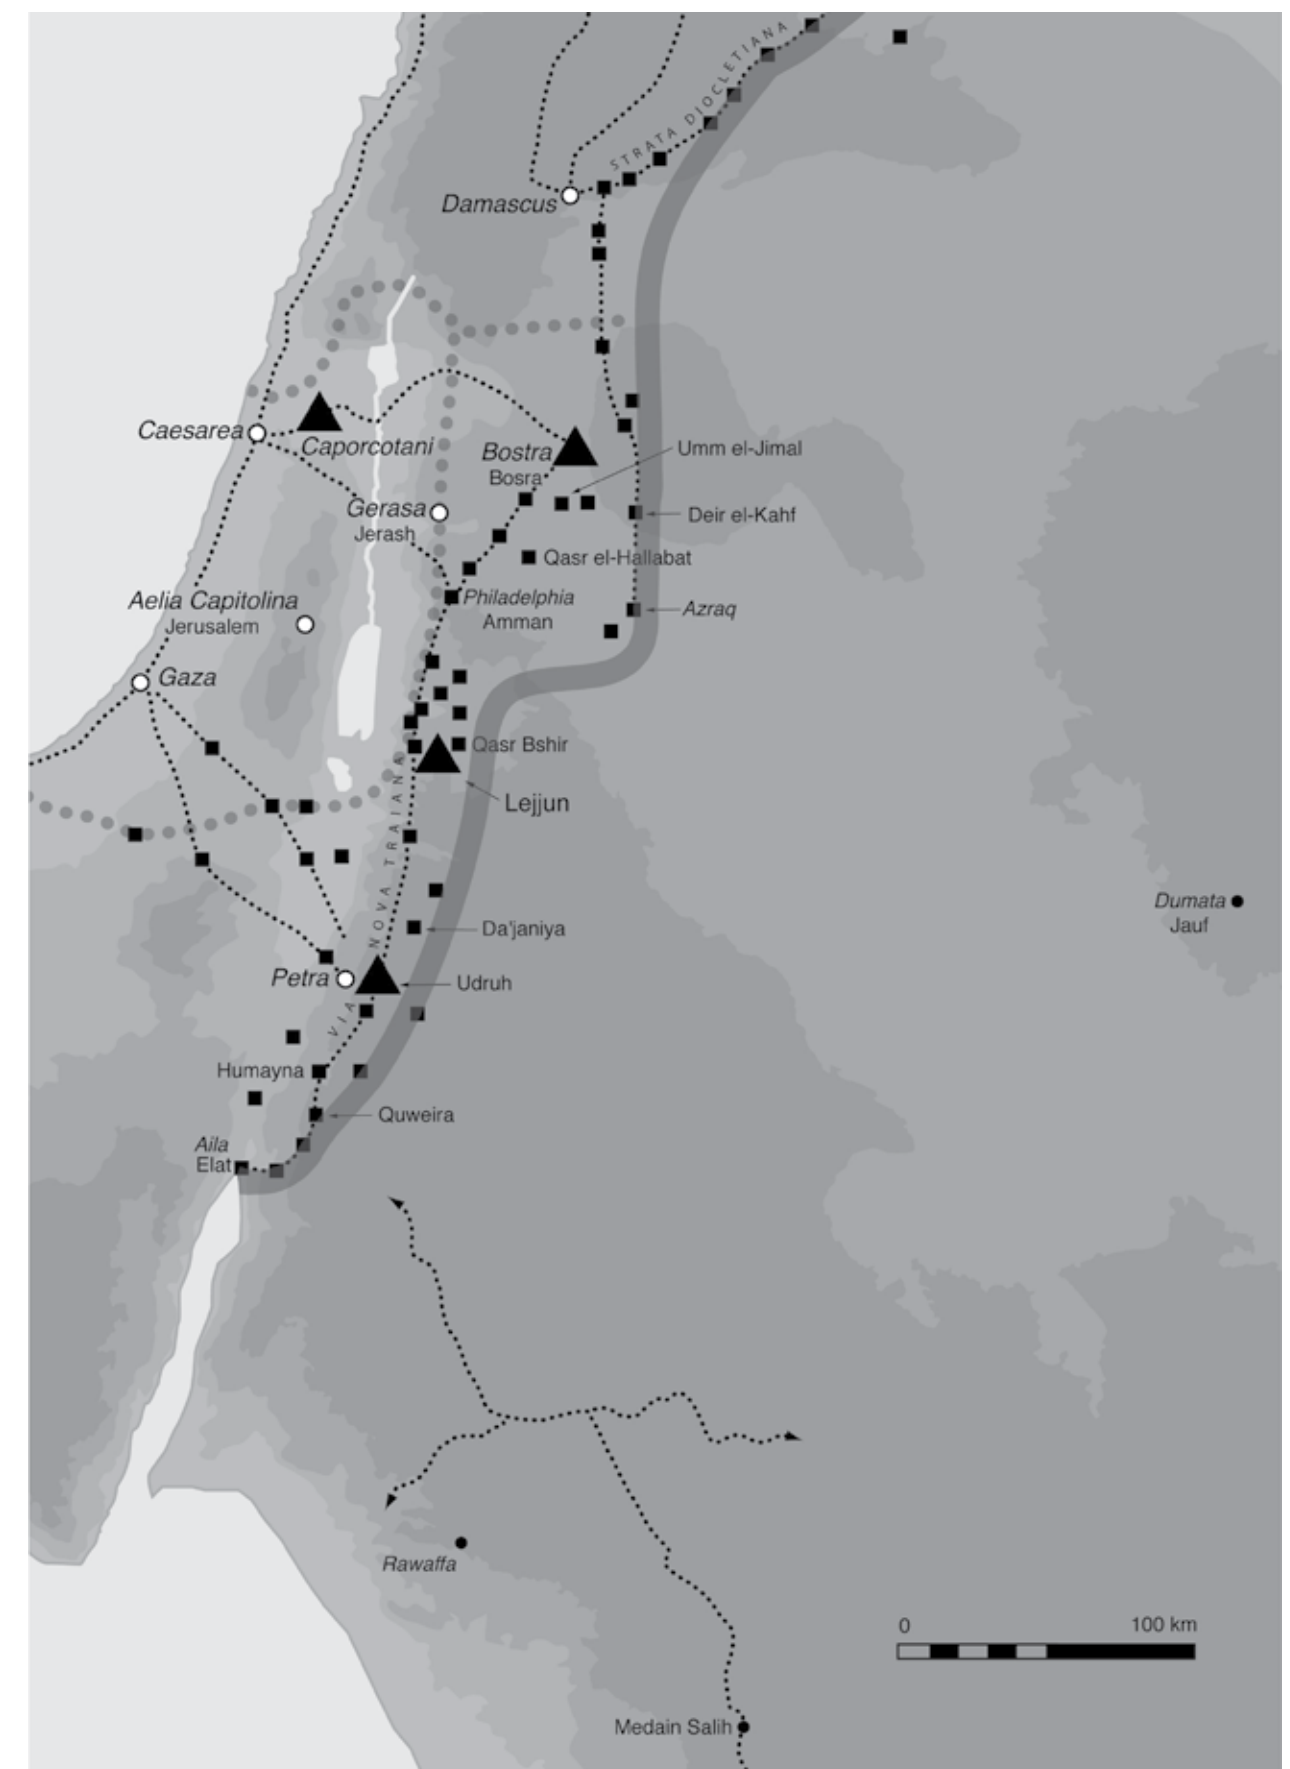 STRATA DIOCLETIANA
Damascus
Caesarea
Caporcotani
Bostra
Bosra
Umm el-Jimal
Gerasa
Jerash
Deir el-Kahf
Qasr el-Hallabat
Aelia Capitolina
Jerusalem
Philadelphia
Amman
Azraq
Gaza
Qasr Bshir
Lejjun
VIA NOVA TRAIANA
Dumata
Jauf
Da'janiya
Petra
Udruh
Humayna
Quweira
Aila
Elat
Rawaffa
0 100 km
Medain Salih